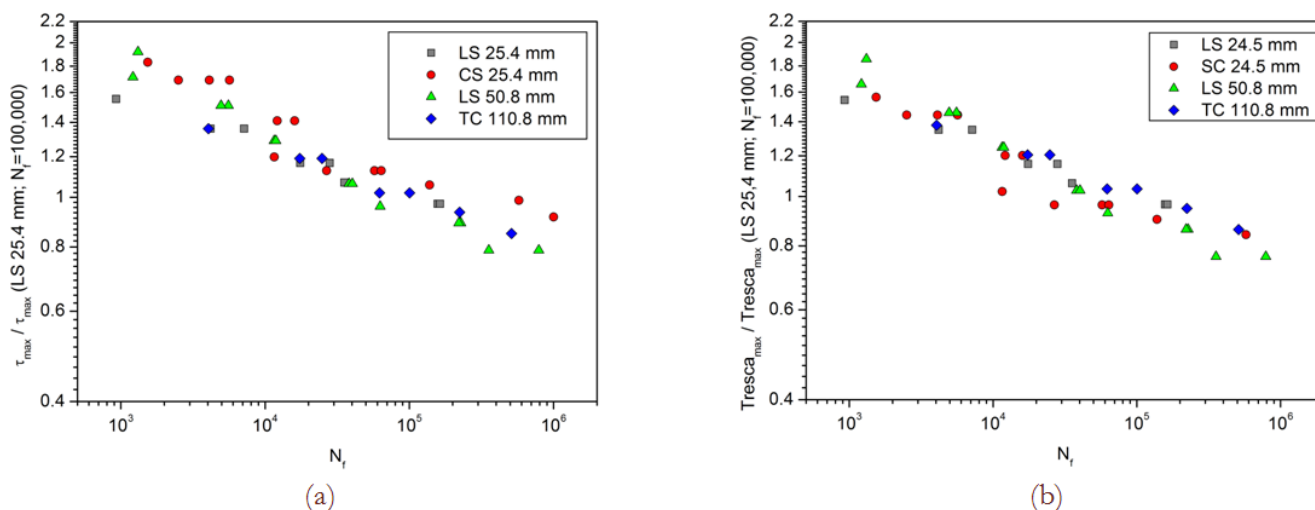 2.2
2
1.8
1.6
1.4
1.2
1
0.8
0.6
0.4
τmax / τmax (LS 25.4 mm; Nf=100,000)
LS 25.4 mm
CS 25.4 mm
LS 50.8 mm
TC 110.8 mm
10³
10⁴
10⁵
10⁶
Nf
(a)
2.2
2
1.8
1.6
1.4
1.2
1
0.8
0.6
0.4
Trescamax / Trescamax (LS 25,4 mm; Nf=100,000)
LS 24.5 mm
SC 24.5 mm
LS 50.8 mm
TC 110.8 mm
10³
10⁴
10⁵
10⁶
Nf
(b)